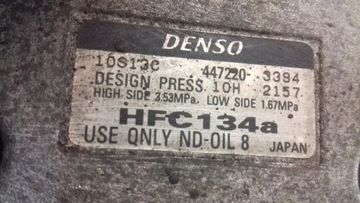 DENSO
10S13C 447220-3394
DESIGN PRESS. 10H 2157
HIGH SIDE 3.53MPa. LOW SIDE 1.67MPa
HFC134a
USE ONLY ND-OIL 8 JAPAN